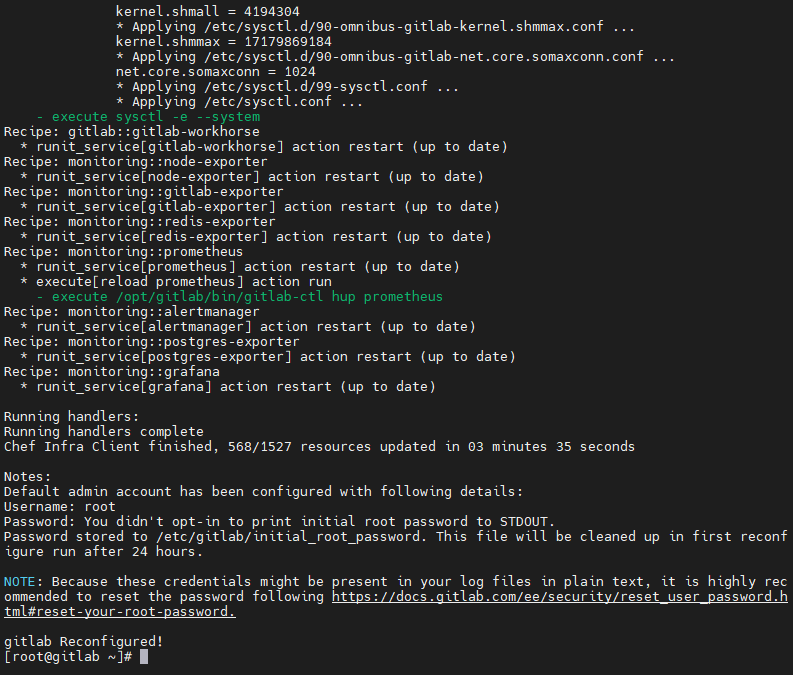 kernel.shmall = 4194304
* Applying /etc/sysctl.d/90-omnibus-gitlab-kernel.shmmax.conf ...
kernel.shmmax = 17179869184
* Applying /etc/sysctl.d/90-omnibus-gitlab-net.core.somaxconn.conf ...
net.core.somaxconn = 1024
* Applying /etc/sysctl.d/99-sysctl.conf ...
* Applying /etc/sysctl.conf ...
- execute sysctl -e --system
Recipe: gitlab::gitlab-workhorse
* runit_service[gitlab-workhorse] action restart (up to date)
Recipe: monitoring::node-exporter
* runit_service[node-exporter] action restart (up to date)
Recipe: monitoring::gitlab-exporter
* runit_service[gitlab-exporter] action restart (up to date)
Recipe: monitoring::redis-exporter
* runit_service[redis-exporter] action restart (up to date)
Recipe: monitoring::prometheus
* runit_service[prometheus] action restart (up to date)
* execute[reload prometheus] action run
- execute /opt/gitlab/bin/gitlab-ctl hup prometheus
Recipe: monitoring::alertmanager
* runit_service[alertmanager] action restart (up to date)
Recipe: monitoring::postgres-exporter
* runit_service[postgres-exporter] action restart (up to date)
Recipe: monitoring::grafana
* runit_service[grafana] action restart (up to date)
Running handlers:
Running handlers complete
Chef Infra Client finished, 568/1527 resources updated in 03 minutes 35 seconds
Notes:
Default admin account has been configured with following details:
Username: root
Password: You didn't opt-in to print initial root password to STDOUT.
Password stored to /etc/gitlab/initial_root_password. This file will be cleaned up in first reconf
igure run after 24 hours.
NOTE: Because these credentials might be present in your log files in plain text, it is highly rec
ommended to reset the password following https://docs.gitlab.com/ee/security/reset_user_password.h
tml#reset-your-root-password.
gitlab Reconfigured!
[root@gitlab ~]#